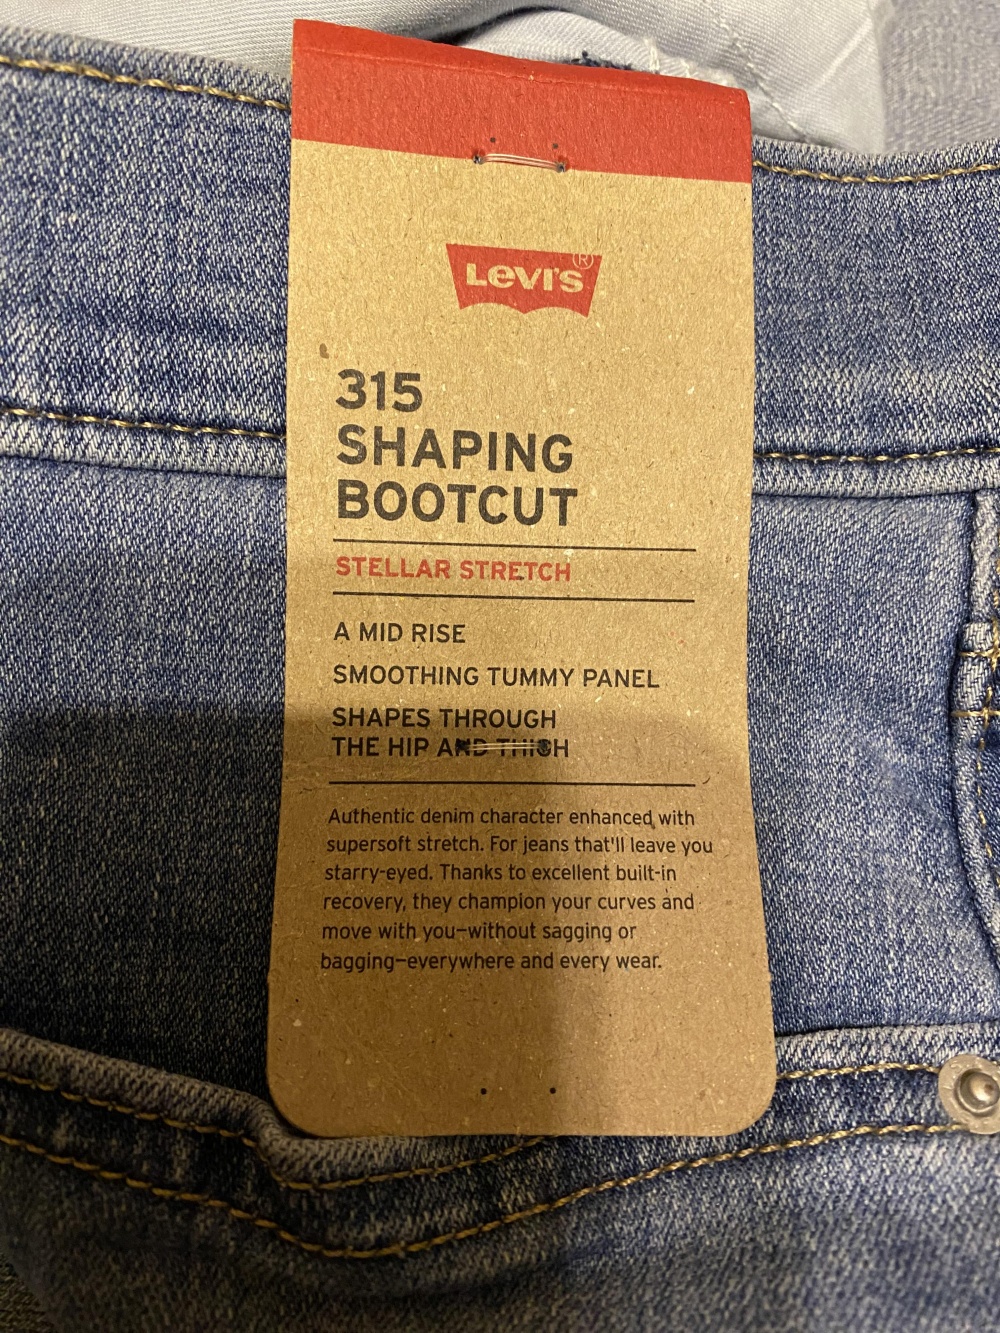 LEVI'S®
315
SHAPING
BOOTCUT
STELLAR STRETCH
A MID RISE
SMOOTHING TUMMY PANEL
SHAPES THROUGH
THE HIP AND THIGH
Authentic denim character enhanced with
supersoft stretch. For jeans that'll leave you
starry-eyed. Thanks to excellent built-in
recovery, they champion your curves and
move with you—without sagging or
bagging—everywhere and every wear.